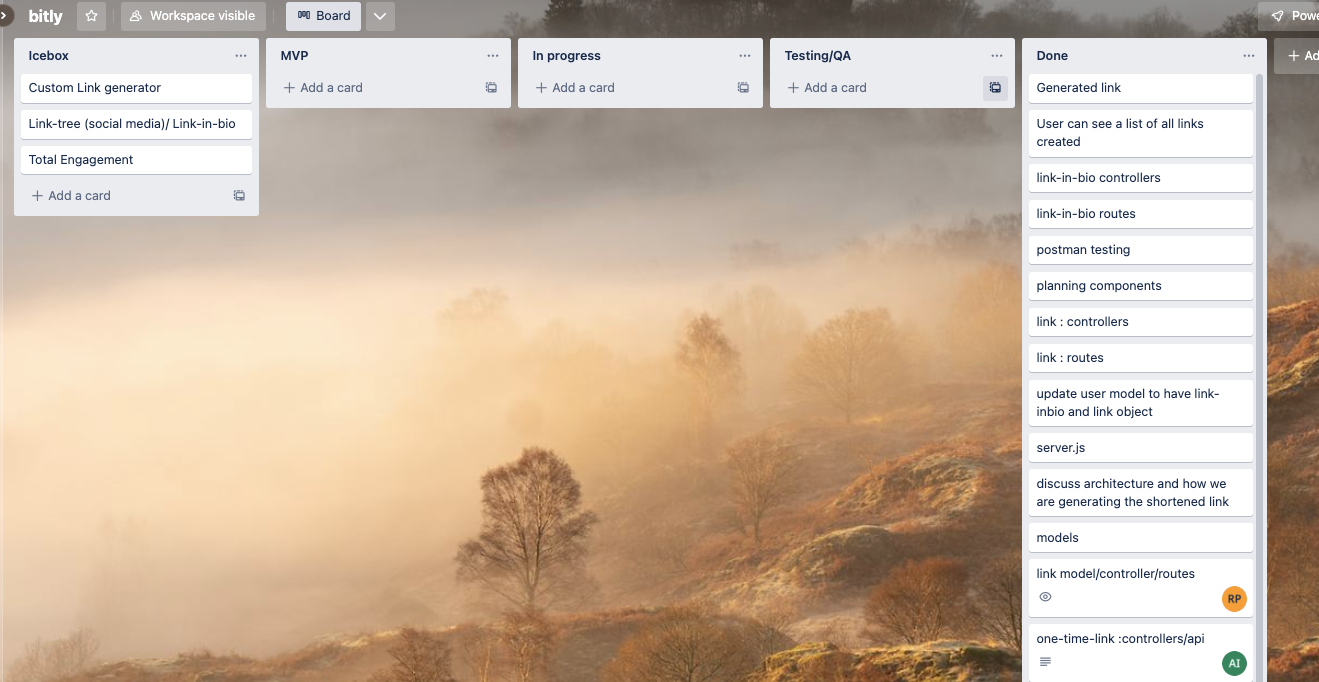 bitly
Workspace visible
Board
Powe
Icebox
Custom Link generator
Link-tree (social media)/ Link-in-bio
Total Engagement
Add a card
MVP
Add a card
In progress
Add a card
Testing/QA
Add a card
Done
Generated link
User can see a list of all links
created
link-in-bio controllers
link-in-bio routes
postman testing
planning components
link : controllers
link : routes
update user model to have link-
inbio and link object
server.js
discuss architecture and how we
are generating the shortened link
models
link model/controller/routes
RP
one-time-link :controllers/api
AI
Ad